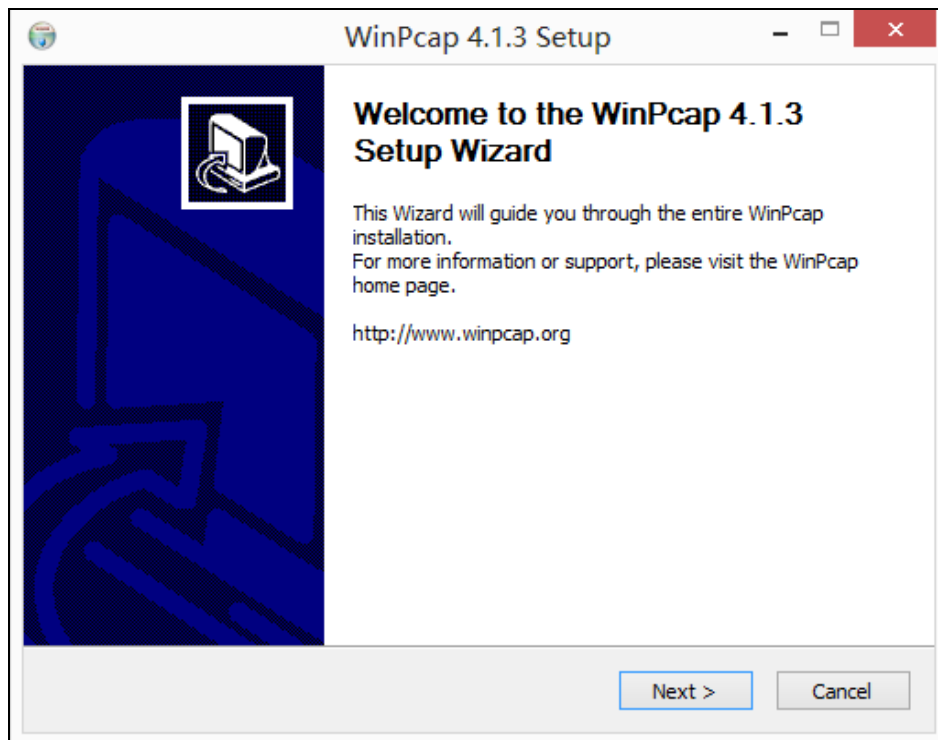 WinPcap 4.1.3 Setup
Welcome to the WinPcap 4.1.3
Setup Wizard
This Wizard will guide you through the entire WinPcap
installation.
For more information or support, please visit the WinPcap
home page.
http://www.winpcap.org
Next >
Cancel